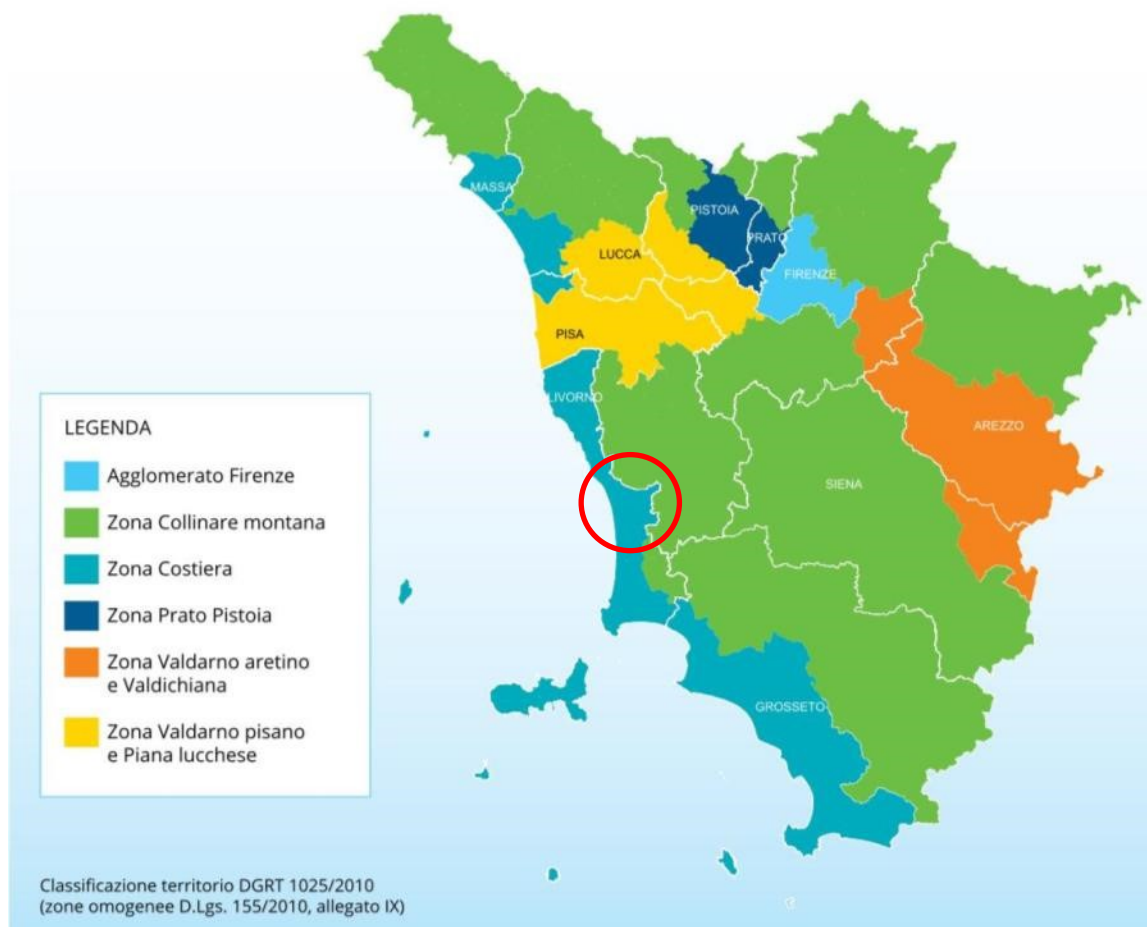 MASSA
PISTOIA
PRATO
LUCCA
FIRENZE
PISA
LIVORNO
AREZZO
SIENA
GROSSETO
LEGENDA
Agglomerato Firenze
Zona Collinare montana
Zona Costiera
Zona Prato Pistoia
Zona Valdarno aretino
e Valdichiana
Zona Valdarno pisano
e Piana lucchese
Classificazione territorio DGRT 1025/2010
(zone omogenee D.Lgs. 155/2010, allegato IX)